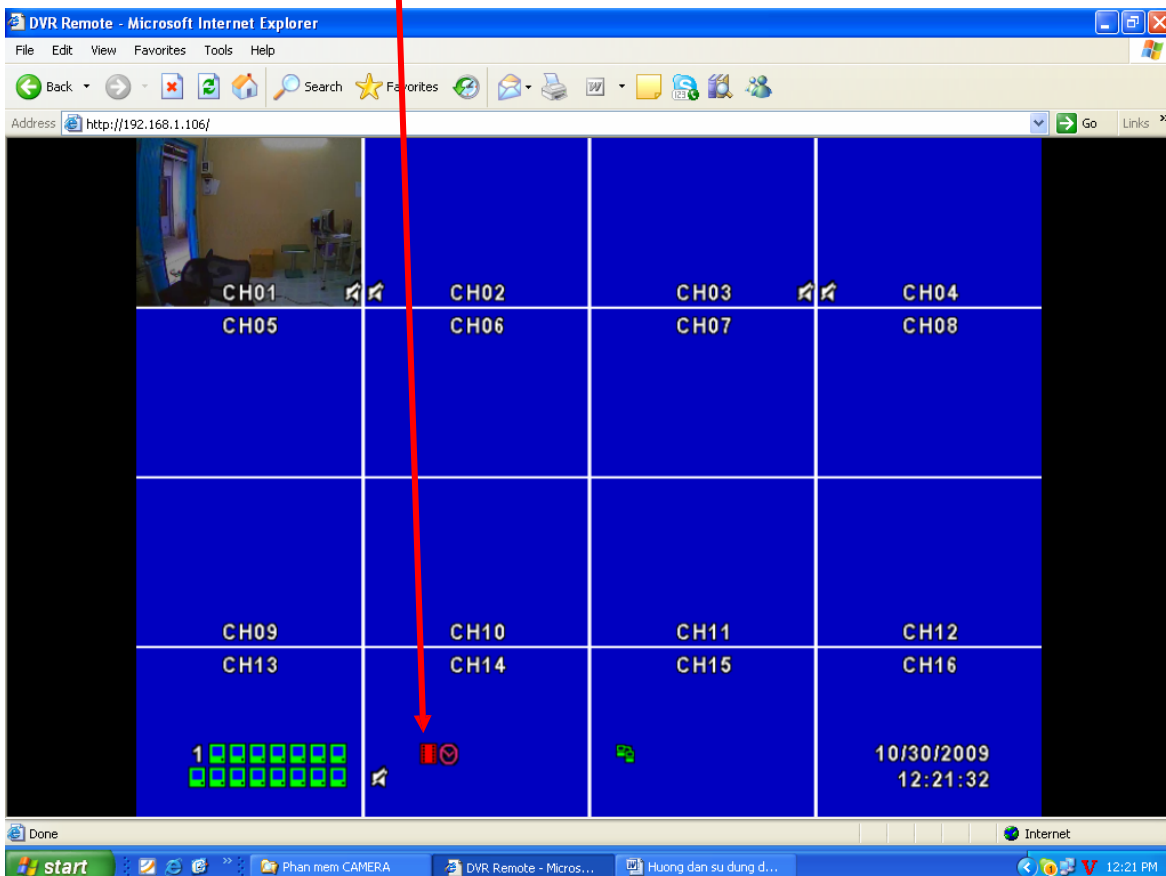 DVR Remote - Microsoft Internet Explorer
File Edit View Favorites Tools Help
Back Search Favorites
Address http://192.168.1.106/ Go Links »
CH01 CH02 CH03 CH04
CH05 CH06 CH07 CH08
CH09 CH10 CH11 CH12
CH13 CH14 CH15 CH16
1 10/30/2009
12:21:32
Done Internet
start » Phan mem CAMERA DVR Remote - Micros... Huong dan su dung d... V 12:21 PM